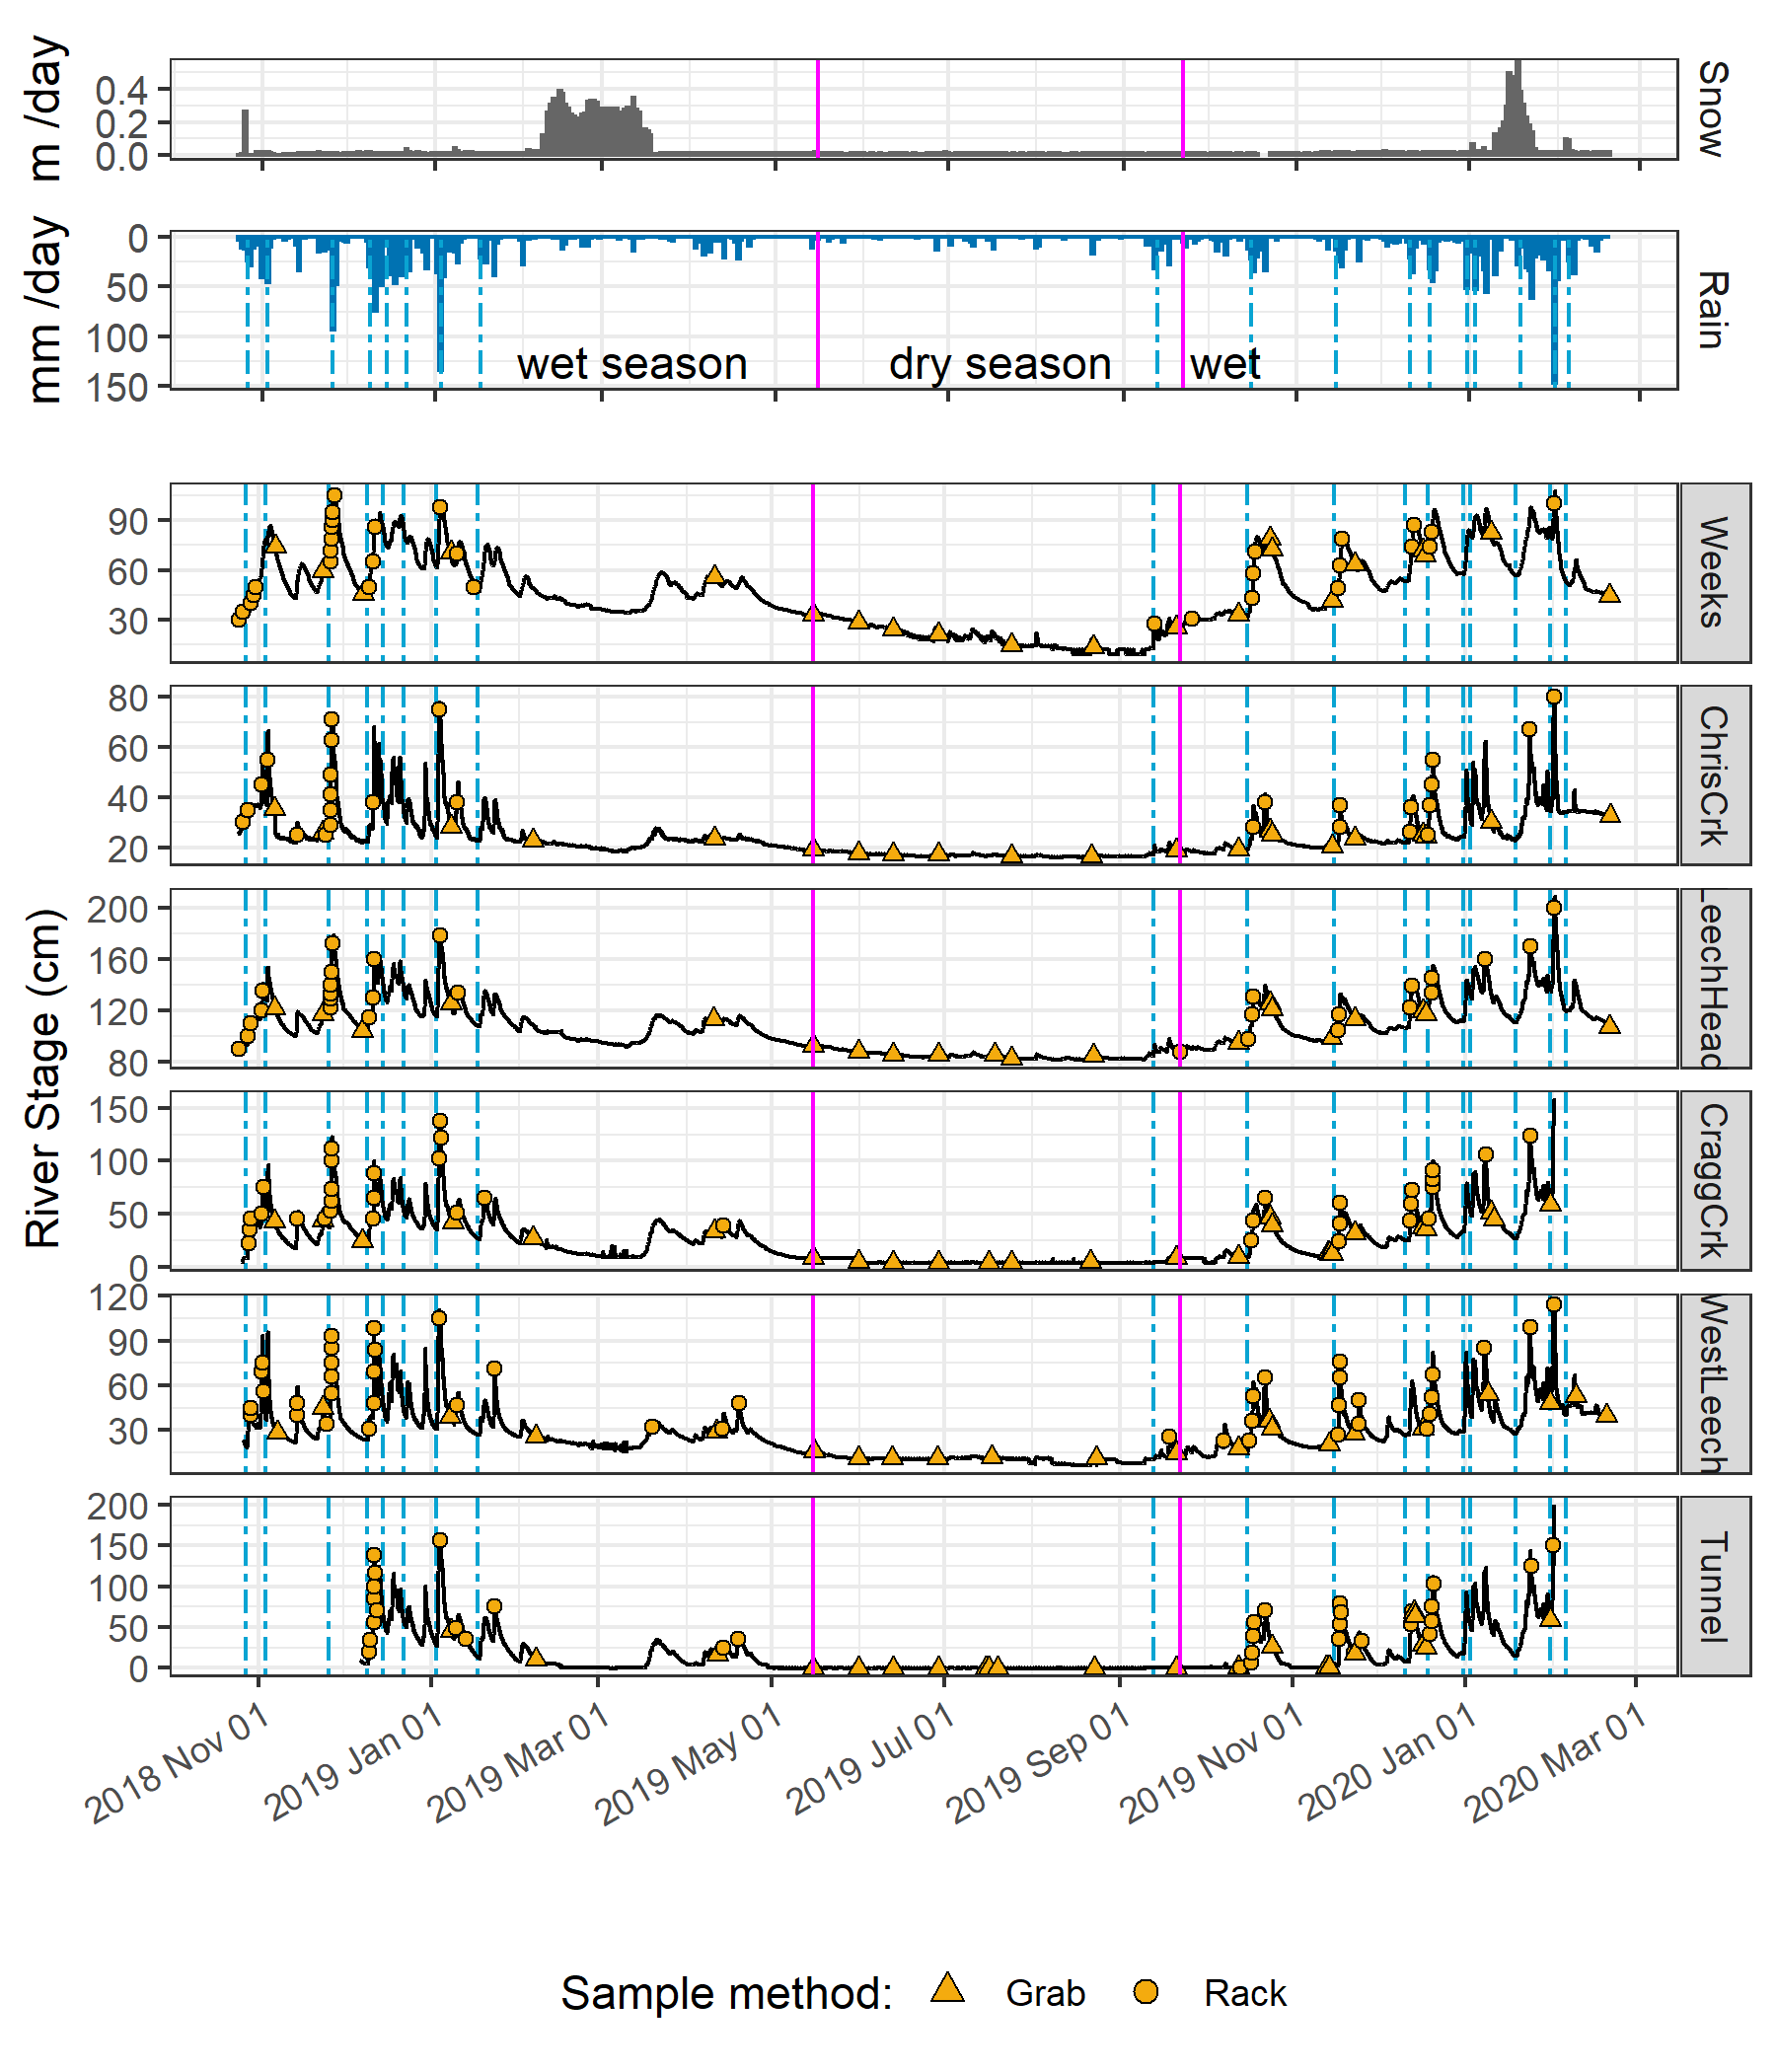 m /day
0.4
0.2
0.0
Snow
mm /day
0
50
100
150
wet season
dry season
wet
Rain
River Stage (cm)
90
60
30
Weeks
80
60
40
20
ChrisCrk
200
160
120
80
LeechHead
150
100
50
0
CraggCrk
120
90
60
30
WestLeech
200
150
100
50
0
Tunnel
2018 Nov 01
2019 Jan 01
2019 Mar 01
2019 May 01
2019 Jul 01
2019 Sep 01
2019 Nov 01
2020 Jan 01
2020 Mar 01
Sample method: Grab Rack